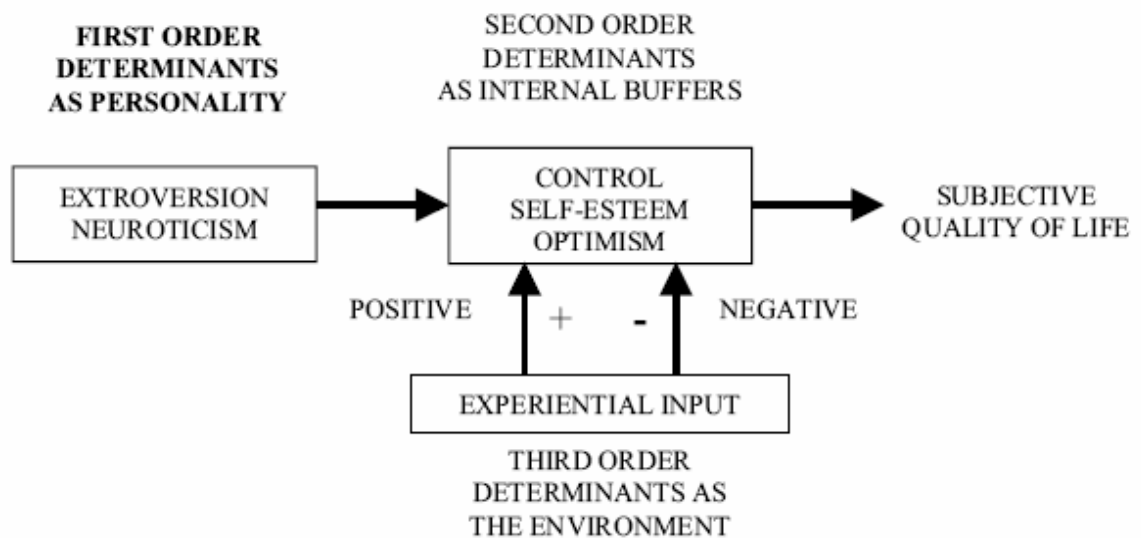 FIRST ORDER
DETERMINANTS
AS PERSONALITY
SECOND ORDER
DETERMINANTS
AS INTERNAL BUFFERS
EXTROVERSION
NEUROTICISM
CONTROL
SELF-ESTEEM
OPTIMISM
SUBJECTIVE
QUALITY OF LIFE
POSITIVE
+
-
NEGATIVE
EXPERIENTIAL INPUT
THIRD ORDER
DETERMINANTS AS
THE ENVIRONMENT